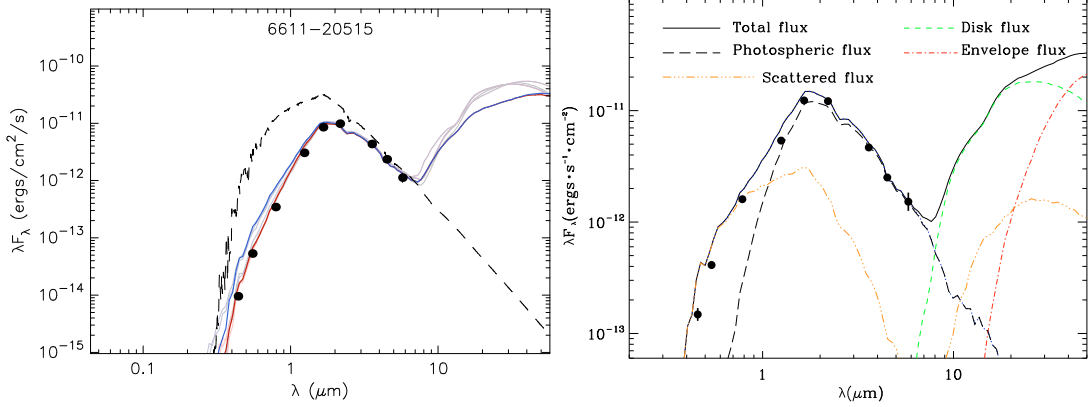 6611−20515
10⁻¹⁰
10⁻¹¹
10⁻¹²
10⁻¹³
10⁻¹⁴
10⁻¹⁵
λF_λ (ergs/cm²/s)
0.1 1 10
λ (μm)
Total flux
Photospheric flux
Scattered flux
Disk flux
Envelope flux
10⁻¹¹
10⁻¹²
10⁻¹³
λF_λ(ergs·s⁻¹·cm⁻²)
1 10
λ(μm)